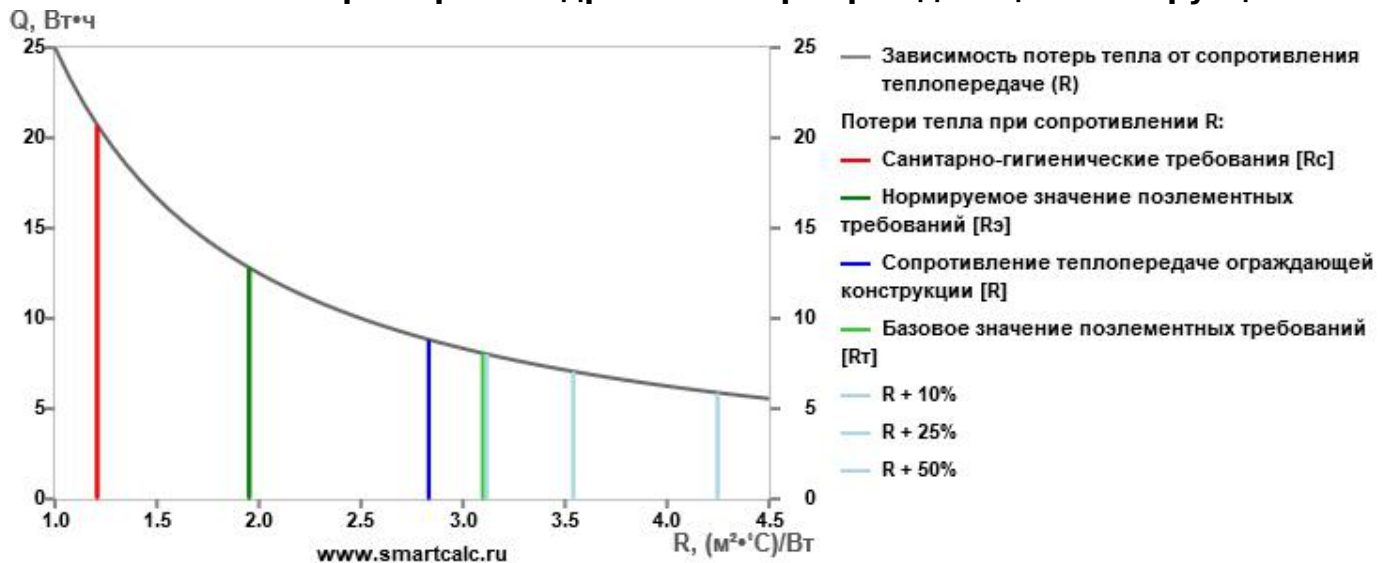 Q, Вт•ч
25
25
20
20
15
15
10
10
5
5
0
0
1.0 1.5 2.0 2.5 3.0 3.5 4.0 4.5
R, (м²•°С)/Вт
www.smartcalc.ru
Зависимость потерь тепла от сопротивления
теплопередаче (R)
Потери тепла при сопротивлении R:
Санитарно-гигиенические требования [Rс]
Нормируемое значение поэлементных
требований [Rэ]
Сопротивление теплопередаче ограждающей
конструкции [R]
Базовое значение поэлементных требований
[Rт]
R + 10%
R + 25%
R + 50%